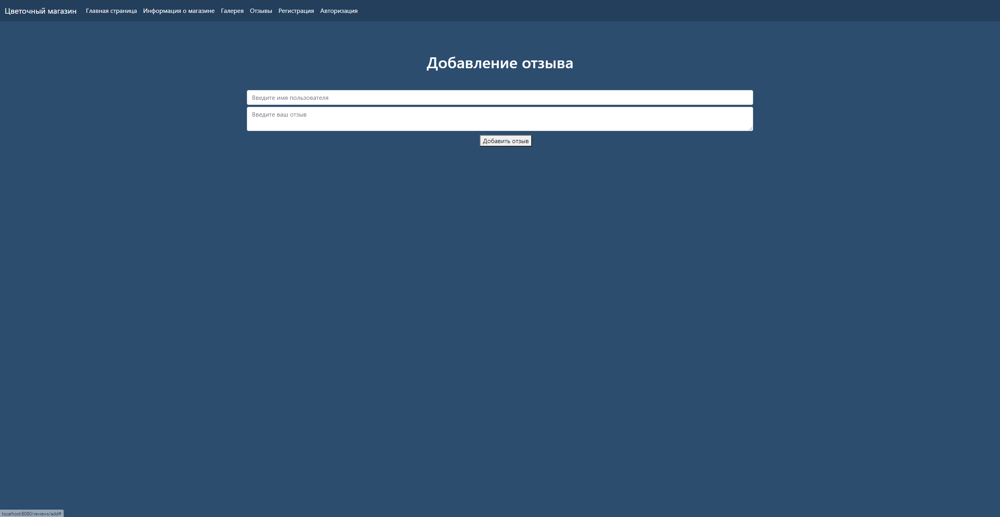 Цветочный магазин Главная страница Информация о магазине Галерея Отзывы Регистрация Авторизация
Добавление отзыва
Введите имя пользователя
Введите ваш отзыв
Добавить отзыв
localhost:8080/reviews/add#